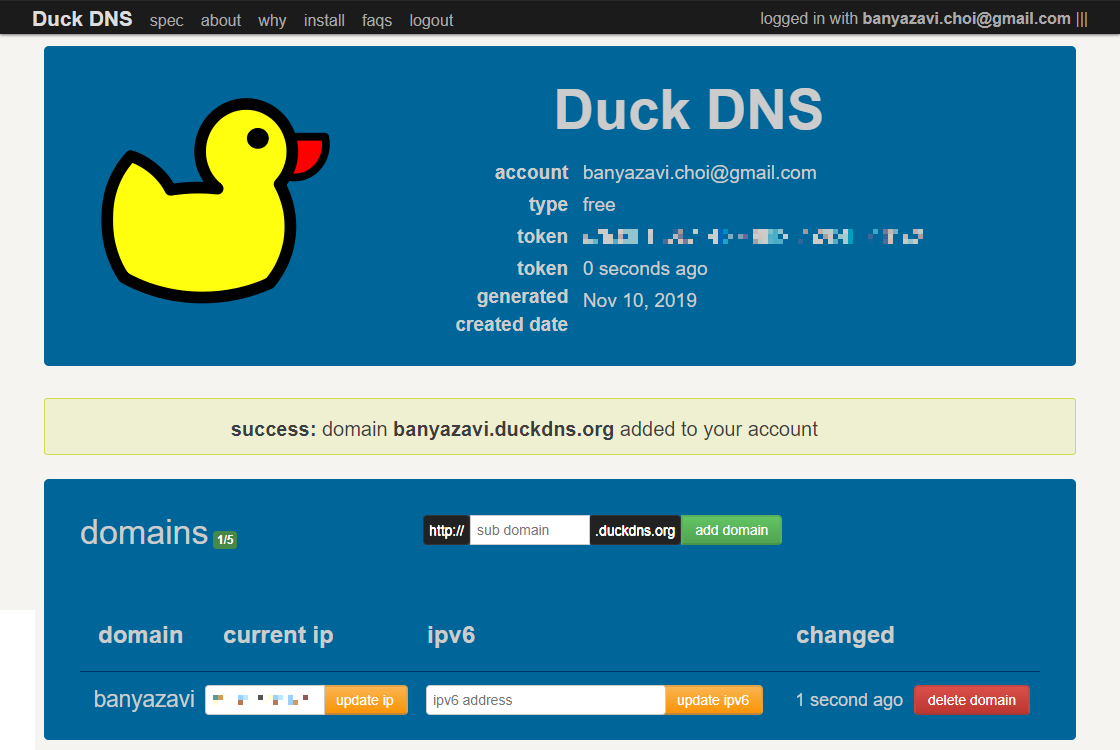 Duck DNS spec about why install faqs logout logged in with banyazavi.choi@gmail.com |||
Duck DNS
account banyazavi.choi@gmail.com
type free
token
token 0 seconds ago
generated Nov 10, 2019
created date
success: domain banyazavi.duckdns.org added to your account
domains 1/5 http:// sub domain .duckdns.org add domain
domain current ip ipv6 changed
banyazavi update ip ipv6 address update ipv6 1 second ago delete domain